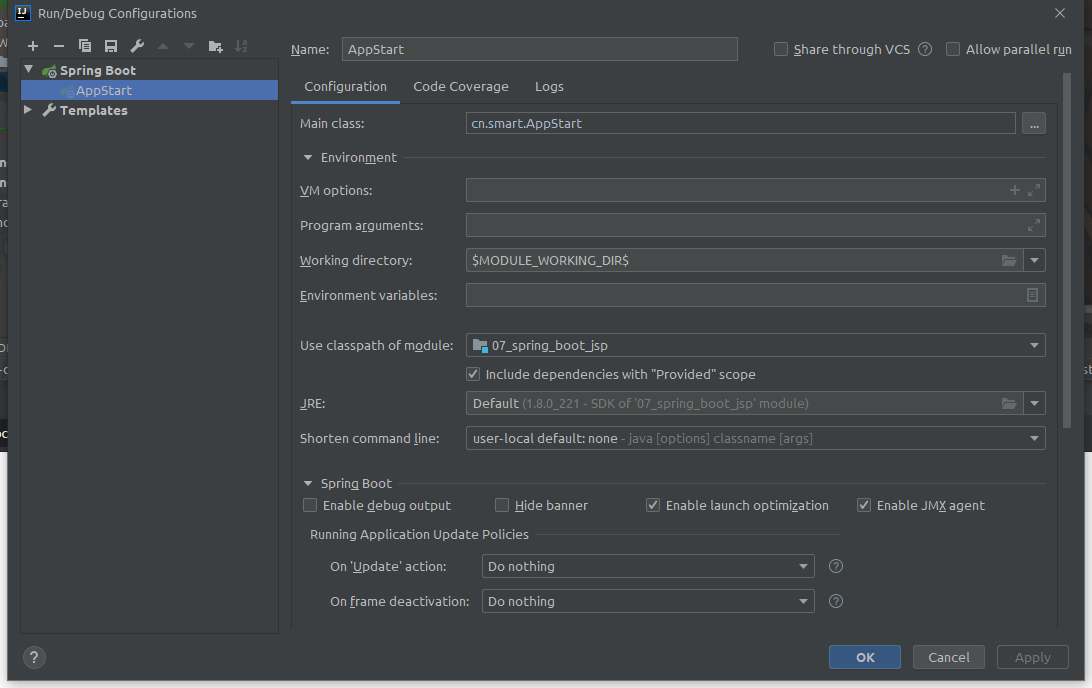 Run/Debug Configurations
Name: AppStart Share through VCS Allow parallel run
Spring Boot
AppStart
Templates
Configuration Code Coverage Logs
Main class: cn.smart.AppStart ...
Environment
VM options:
Program arguments:
Working directory: $MODULE_WORKING_DIR$
Environment variables:
Use classpath of module: 07_spring_boot_jsp
Include dependencies with "Provided" scope
JRE: Default (1.8.0_221 - SDK of '07_spring_boot_jsp' module)
Shorten command line: user-local default: none - java [options] classname [args]
Spring Boot
Enable debug output Hide banner Enable launch optimization Enable JMX agent
Running Application Update Policies
On 'Update' action: Do nothing ?
On frame deactivation: Do nothing ?
? OK Cancel Apply